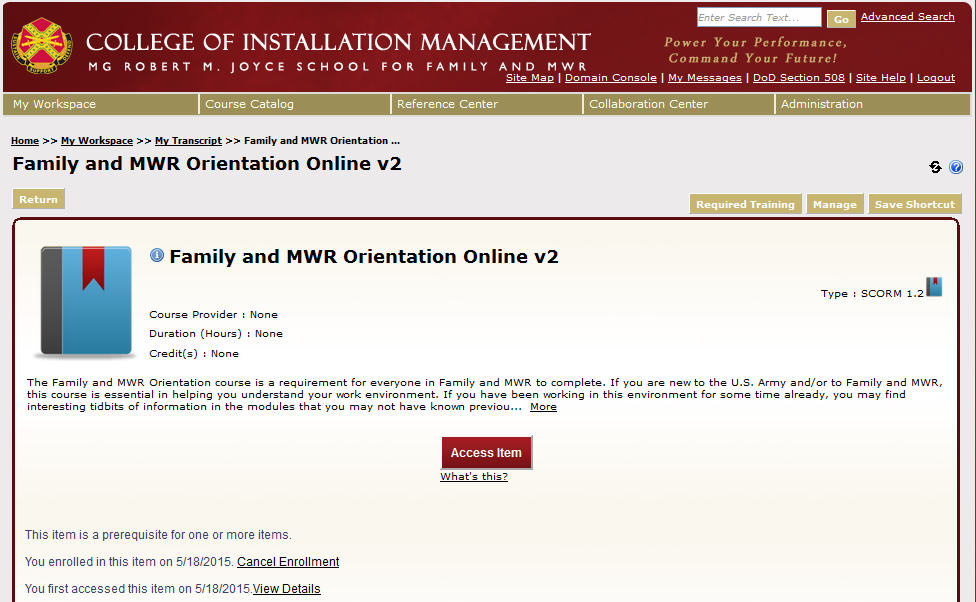 Enter Search Text... Go Advanced Search
COLLEGE OF INSTALLATION MANAGEMENT
MG ROBERT M. JOYCE SCHOOL FOR FAMILY AND MWR
Power Your Performance,
Command Your Future!
SUPPORT
Site Map | Domain Console | My Messages | DoD Section 508 | Site Help | Logout
My Workspace Course Catalog Reference Center Collaboration Center Administration
Home >> My Workspace >> My Transcript >> Family and MWR Orientation ...
Family and MWR Orientation Online v2
Return Required Training Manage Save Shortcut
Family and MWR Orientation Online v2
Type : SCORM 1.2
Course Provider : None
Duration (Hours) : None
Credit(s) : None
The Family and MWR Orientation course is a requirement for everyone in Family and MWR to complete. If you are new to the U.S. Army and/or to Family and MWR,
this course is essential in helping you understand your work environment. If you have been working in this environment for some time already, you may find
interesting tidbits of information in the modules that you may not have known previou... More
Access Item
What's this?
This item is a prerequisite for one or more items.
You enrolled in this item on 5/18/2015. Cancel Enrollment
You first accessed this item on 5/18/2015.View Details